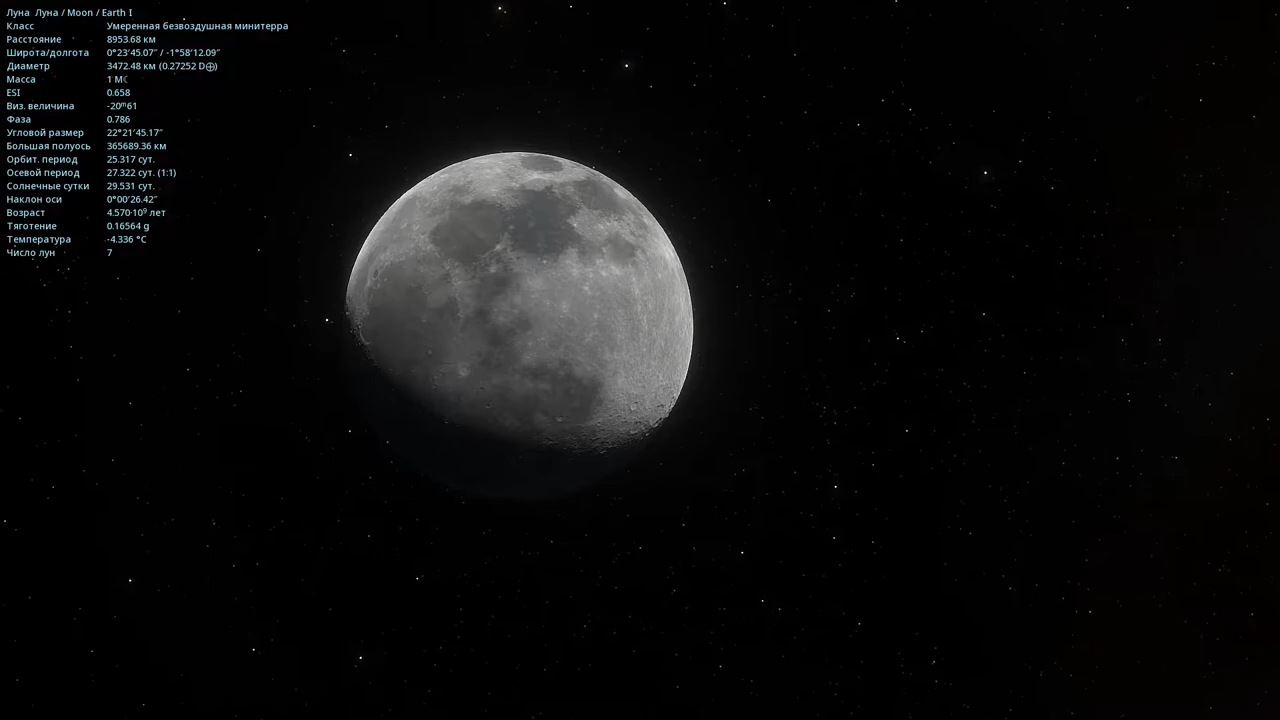 Луна Луна / Moon / Earth I
Класс Умеренная безвоздушная минитерра
Расстояние 8953.68 км
Широта/долгота 0°23′45.07″ / -1°58′12.09″
Диаметр 3472.48 км (0.27252 D⊕)
Масса 1 M☾
ESI 0.658
Виз. величина -20ᵐ61
Фаза 0.786
Угловой размер 22°21′45.17″
Большая полуось 365689.36 км
Орбит. период 25.317 сут.
Осевой период 27.322 сут. (1:1)
Солнечные сутки 29.531 сут.
Наклон оси 0°00′26.42″
Возраст 4.570·10⁹ лет
Тяготение 0.16564 g
Температура -4.336 °C
Число лун 7